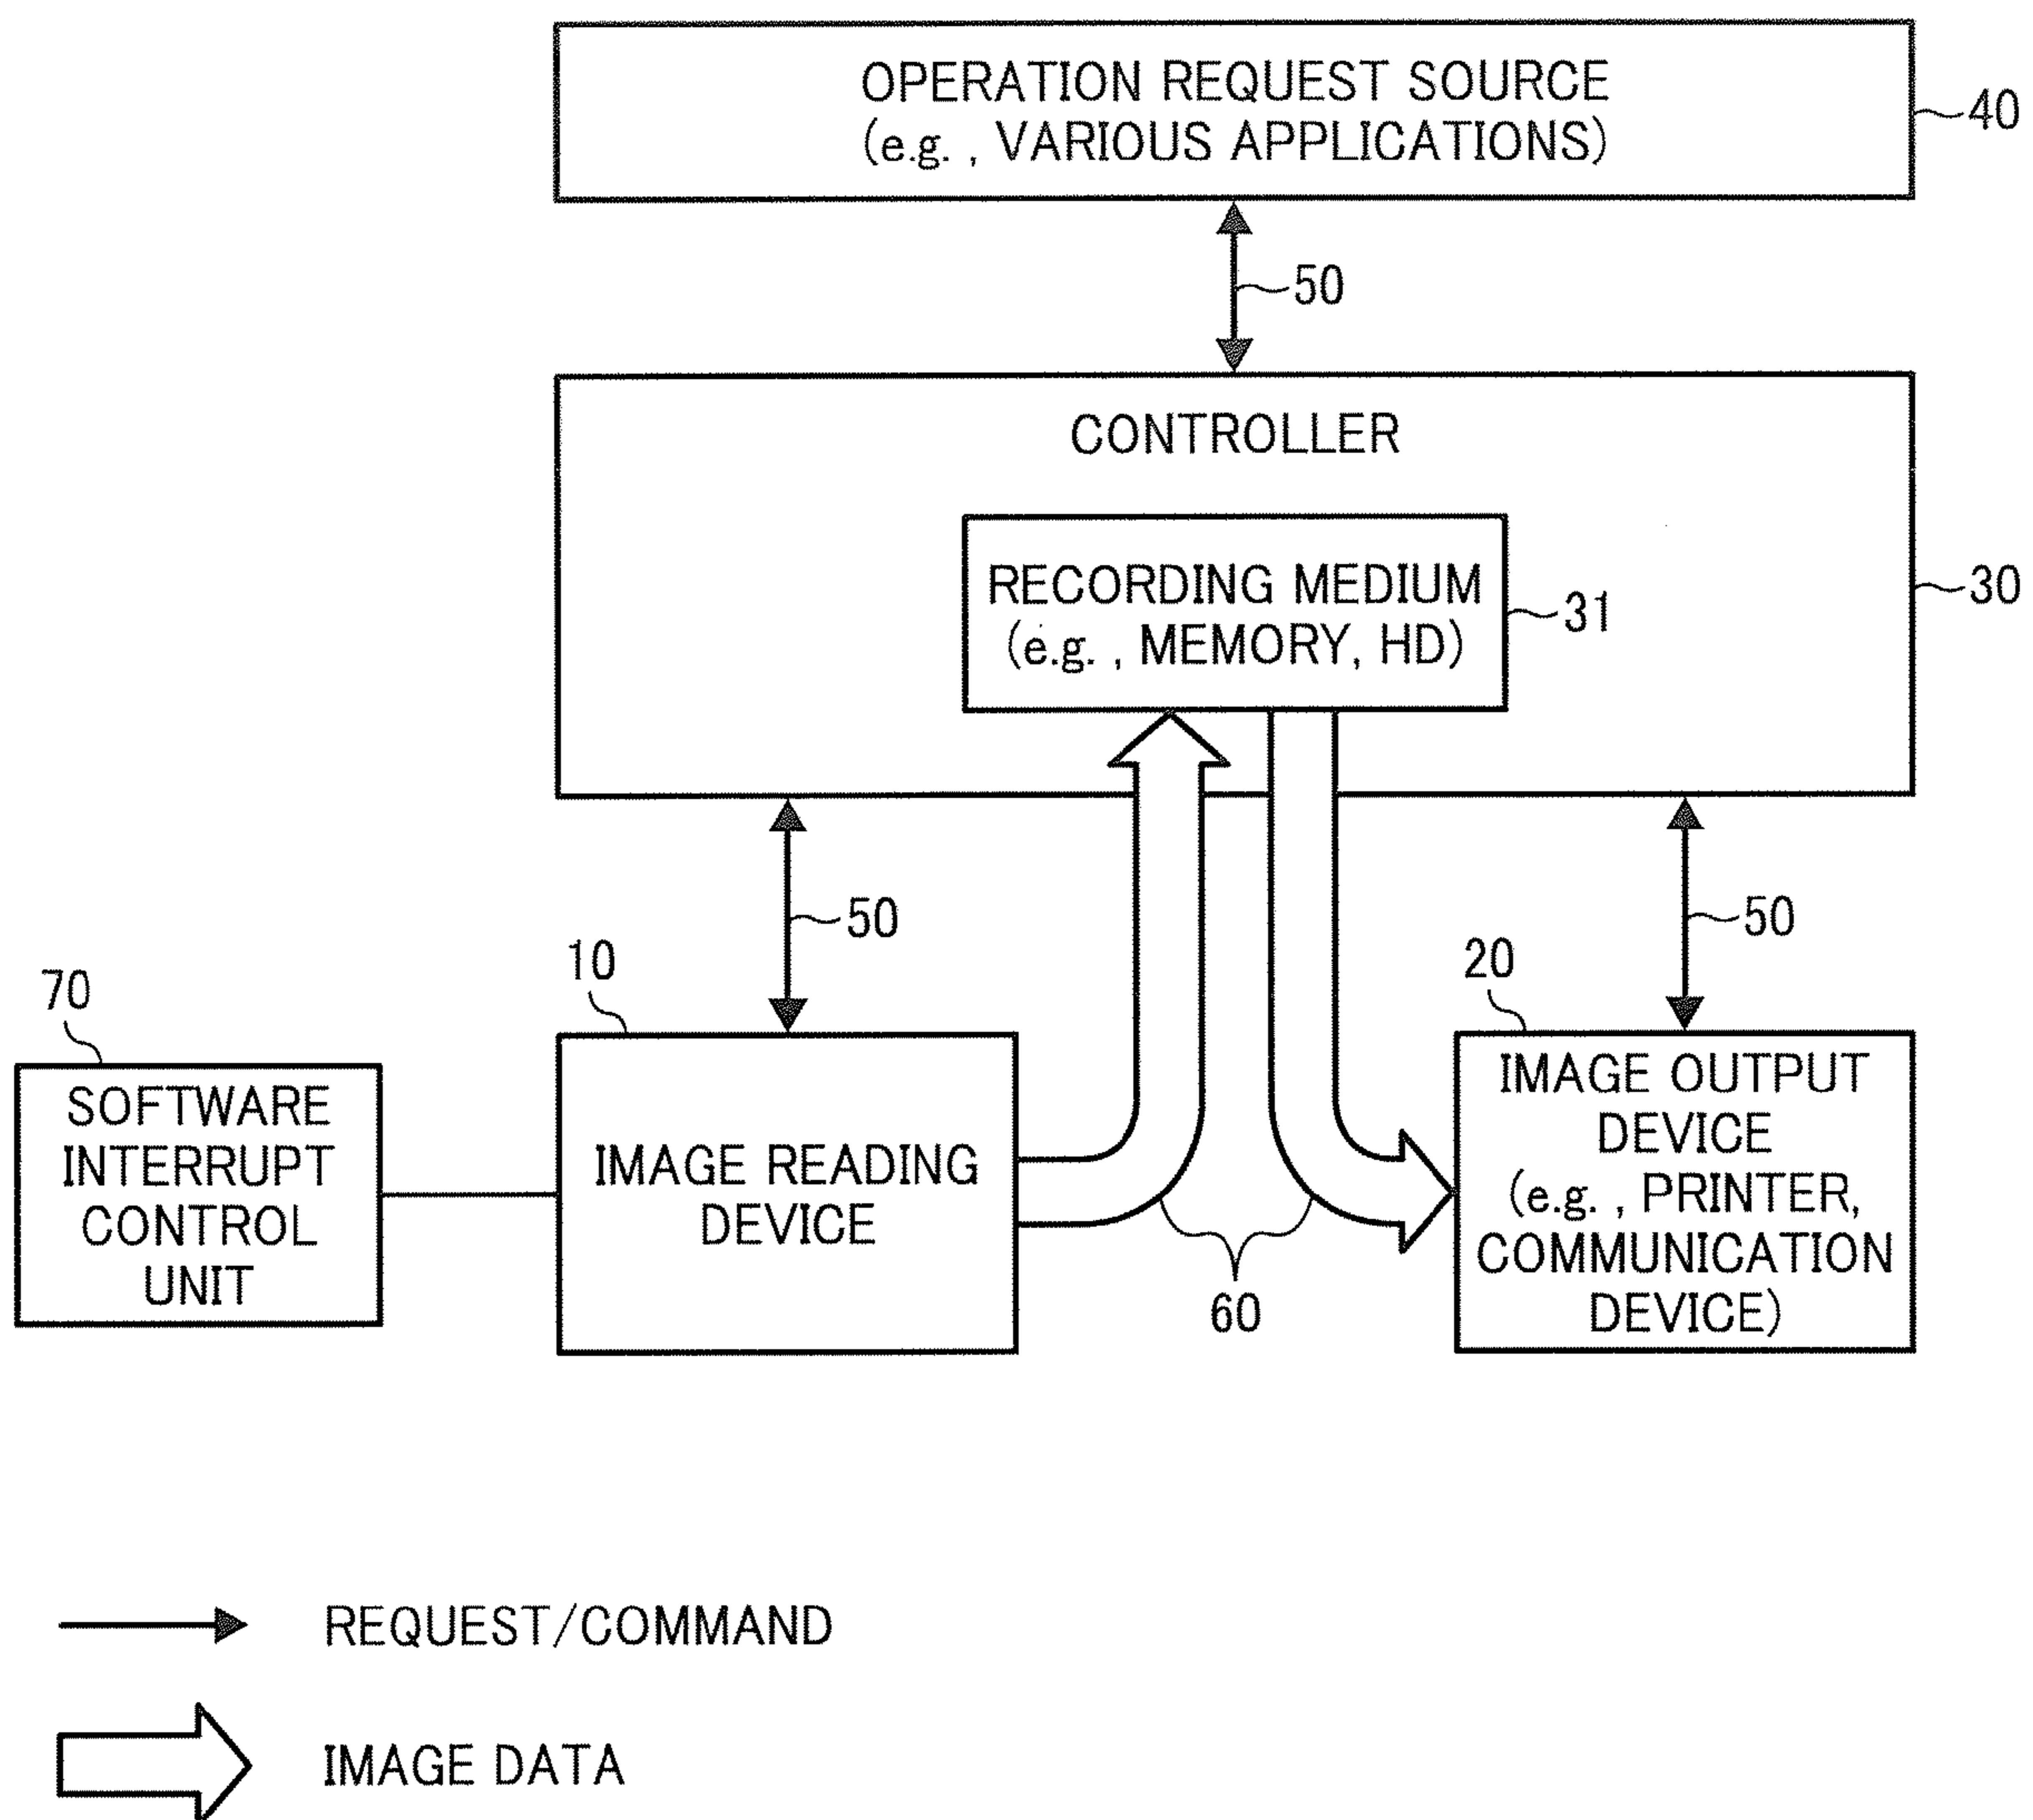 OPERATION REQUEST SOURCE
(e.g. , VARIOUS APPLICATIONS)
40
50
CONTROLLER
RECORDING MEDIUM
(e.g. , MEMORY, HD)
31
30
50
50
10
20
70
SOFTWARE
INTERRUPT
CONTROL
UNIT
IMAGE READING
DEVICE
60
IMAGE OUTPUT
DEVICE
(e.g. , PRINTER,
COMMUNICATION
DEVICE)
REQUEST/COMMAND
IMAGE DATA